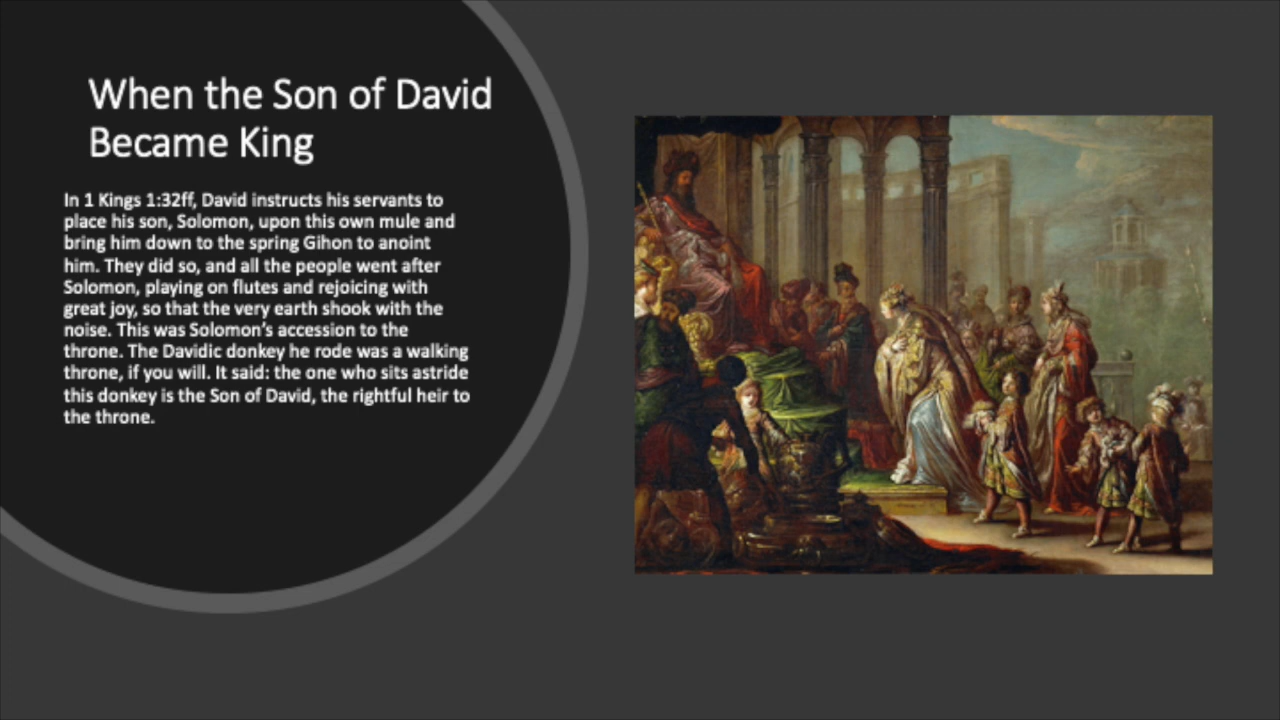 When the Son of David
Became King
In 1 Kings 1:32ff, David instructs his servants to
place his son, Solomon, upon this own mule and
bring him down to the spring Gihon to anoint
him. They did so, and all the people went after
Solomon, playing on flutes and rejoicing with
great joy, so that the very earth shook with the
noise. This was Solomon’s accession to the
throne. The Davidic donkey he rode was a walking
throne, if you will. It said: the one who sits astride
this donkey is the Son of David, the rightful heir to
the throne.